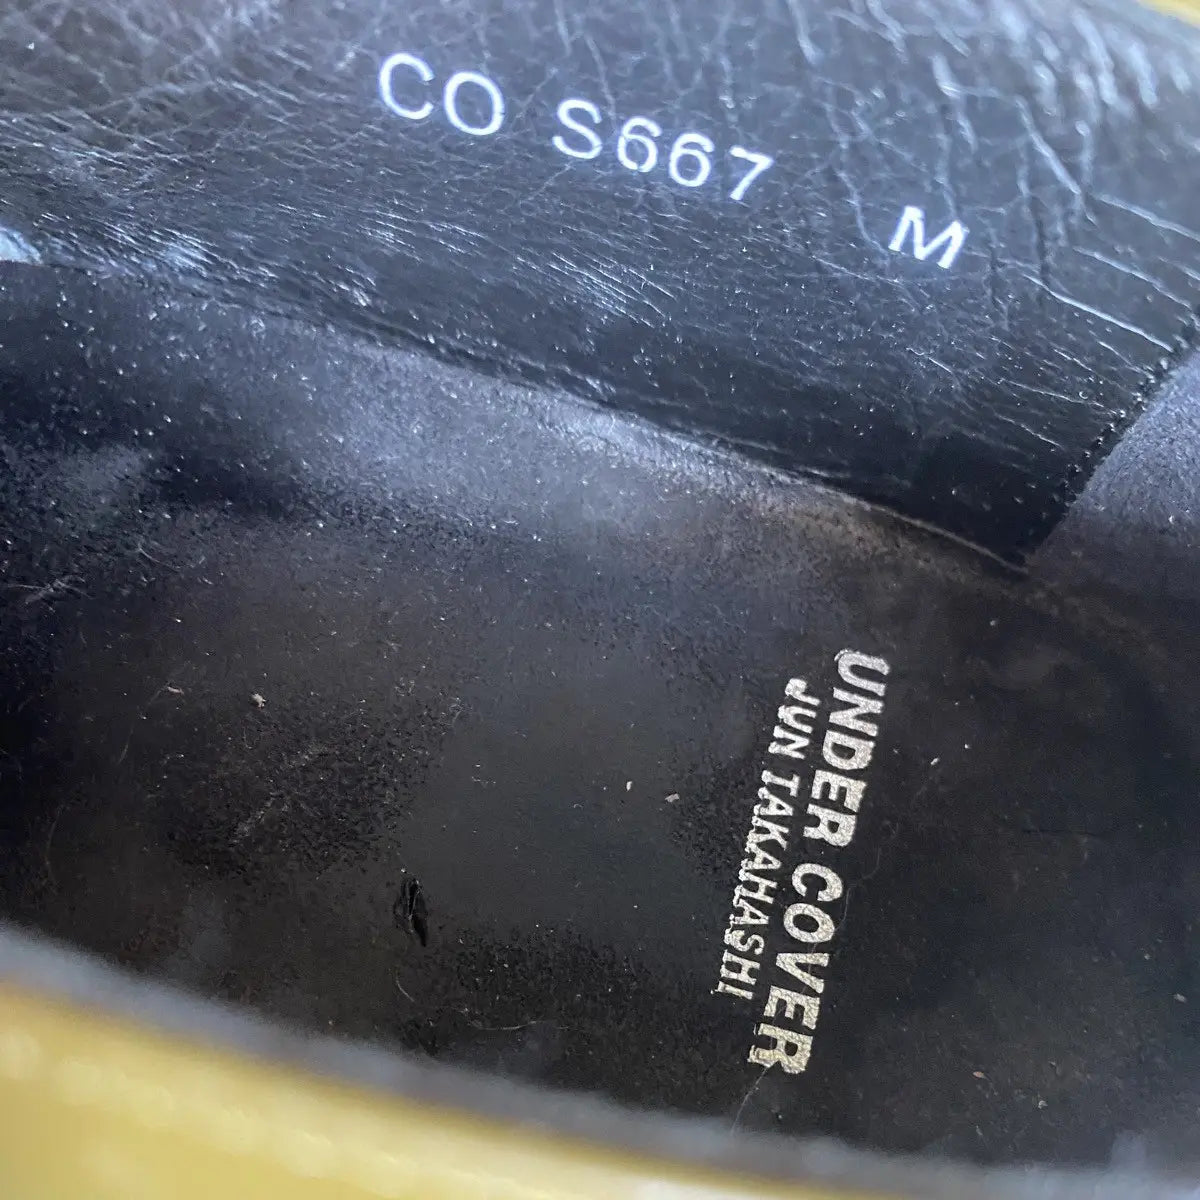 CO S667 M
UNDER COVER
JUN TAKAHASHI